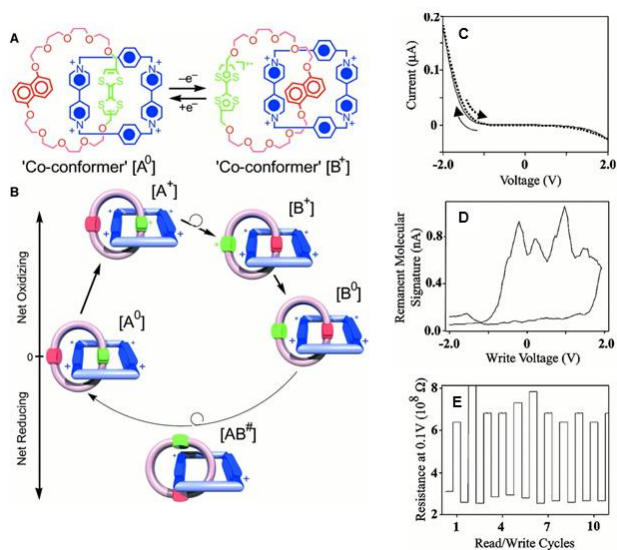 A
–e⁻
+e⁻
'Co-conformer' [A⁰]
'Co-conformer' [B⁺]
B
Net Oxidizing
0
Net Reducing
[A⁺]
[B⁺]
[A⁰]
[B⁰]
[AB#]
C
Current (µA)
0.2
0.1
0
2.0
0
2.0
Voltage (V)
D
Remanent Molecular
Signature (nA)
0.8
0.4
0.0
-2.0
-1.0
0
1.0
2.0
Write Voltage (V)
E
Resistance at 0.1V (10⁸ Ω)
8
6
4
2
1
4
7
10
Read/Write Cycles